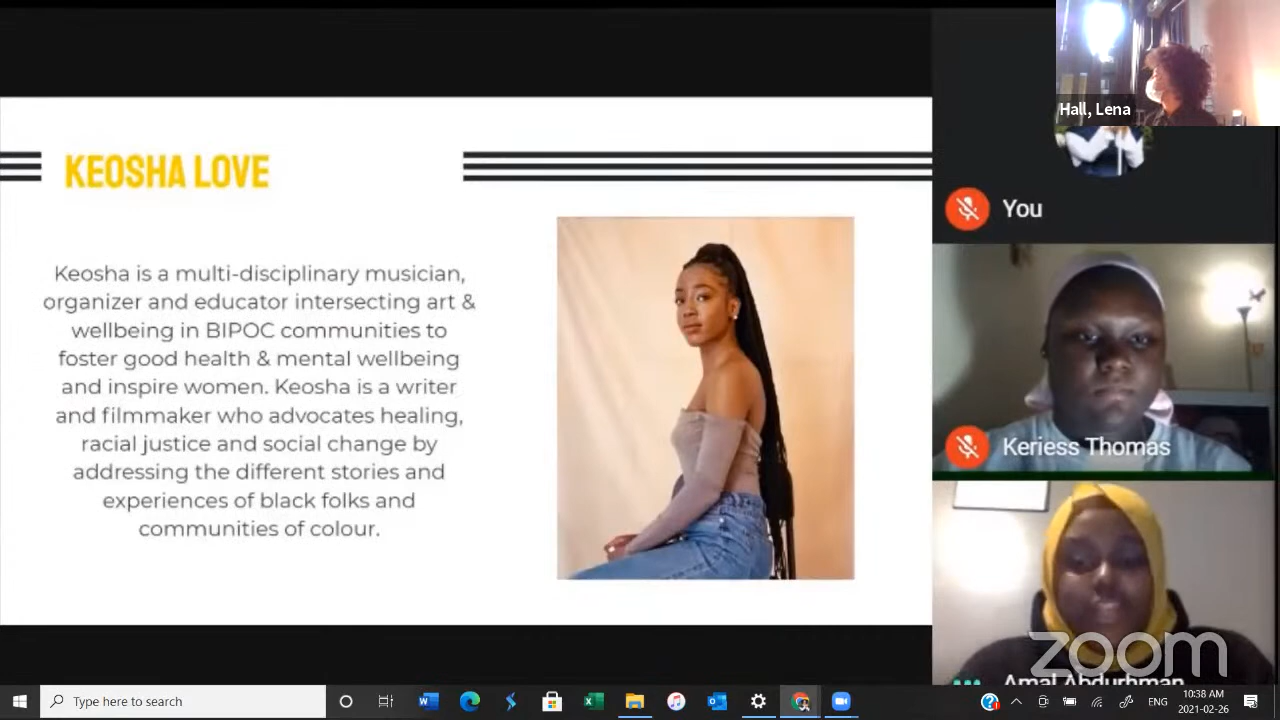 KEOSHA LOVE
Keosha is a multi-disciplinary musician,
organizer and educator intersecting art &
wellbeing in BIPOC communities to
foster good health & mental wellbeing
and inspire women. Keosha is a writer
and filmmaker who advocates healing,
racial justice and social change by
addressing the different stories and
experiences of black folks and
communities of colour.
Hall, Lena
You
Keriess Thomas
Amal Abdurhman
zoom
Type here to search
ENG
10:38 AM
2021-02-26